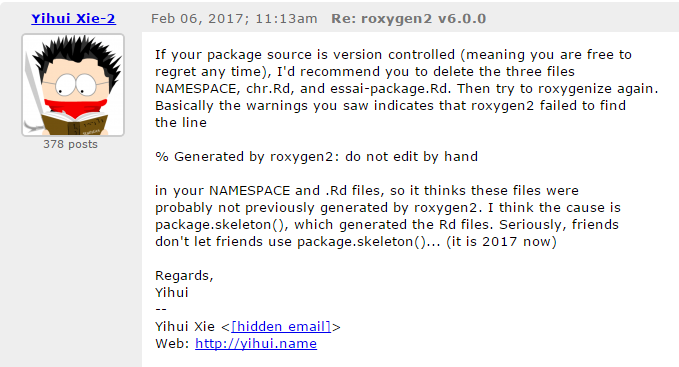 Yihui Xie-2
378 posts
Feb 06, 2017; 11:13am Re: roxygen2 v6.0.0
If your package source is version controlled (meaning you are free to
regret any time), I'd recommend you to delete the three files
NAMESPACE, chr.Rd, and essai-package.Rd. Then try to roxygenize again.
Basically the warnings you saw indicates that roxygen2 failed to find
the line
% Generated by roxygen2: do not edit by hand
in your NAMESPACE and .Rd files, so it thinks these files were
probably not previously generated by roxygen2. I think the cause is
package.skeleton(), which generated the Rd files. Seriously, friends
don't let friends use package.skeleton()... (it is 2017 now)
Regards,
Yihui
--
Yihui Xie <[hidden email]>
Web: http://yihui.name